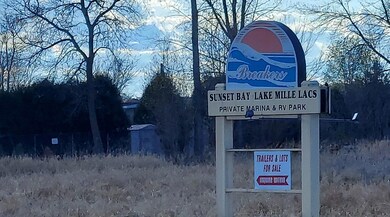 Breakers
SUNSET BAY LAKE MILLE LACS
PRIVATE MARINA & RV PARK
TRAILERS & LOTS
FOR SALE